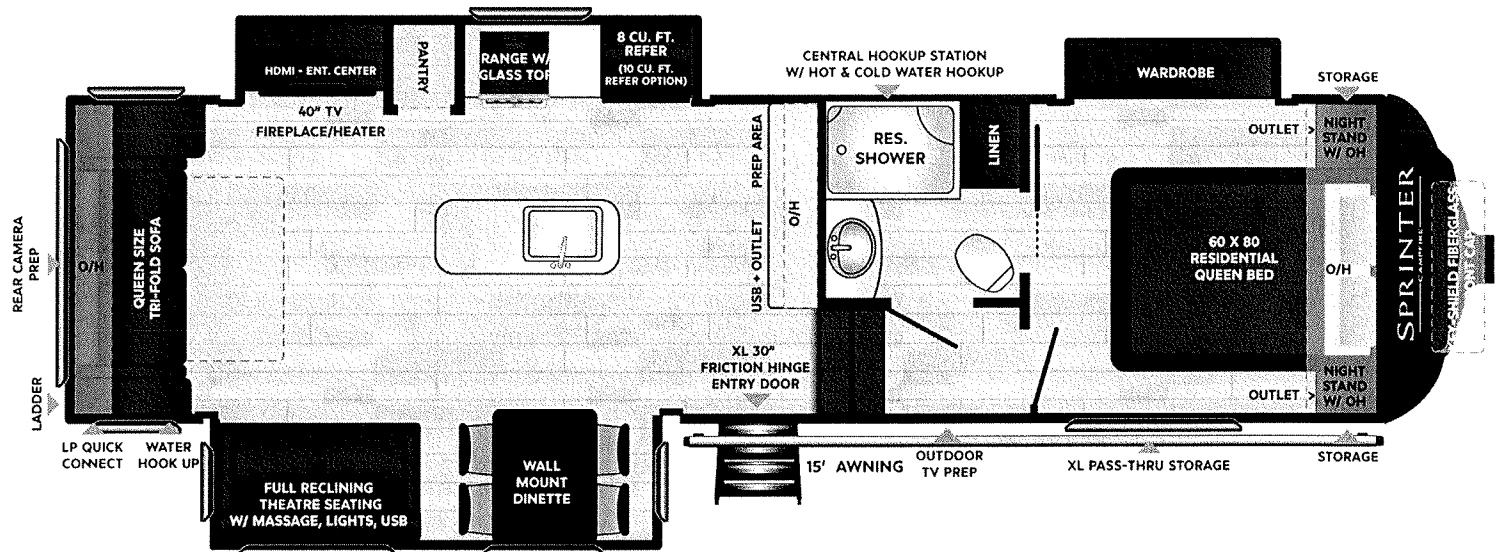 HDMI - ENT. CENTER
40" TV
FIREPLACE/HEATER
PANTRY
RANGE W/
GLASS TOP
8 CU. FT.
REFER
(10 CU. FT.
REFER OPTION)
CENTRAL HOOKUP STATION
W/ HOT & COLD WATER HOOKUP
WARDROBE
STORAGE
REAR CAMERA
PREP
O/H
QUEEN SIZE
TRI-FOLD SOFA
LADDER
USB + OUTLET PREP AREA
O/H
RES.
SHOWER
LINEN
OUTLET >
NIGHT
STAND
W/ OH
60 X 80
RESIDENTIAL
QUEEN BED
O/H
SPRINTER
CAMPFIRE
FIBERGLASS
CAP
XL 30"
FRICTION HINGE
ENTRY DOOR
OUTLET >
NIGHT
STAND
W/ OH
LP QUICK
CONNECT
WATER
HOOK UP
FULL RECLINING
THEATRE SEATING
W/ MASSAGE, LIGHTS, USB
WALL
MOUNT
DINETTE
15' AWNING
OUTDOOR
TV PREP
XL PASS-THRU STORAGE
STORAGE